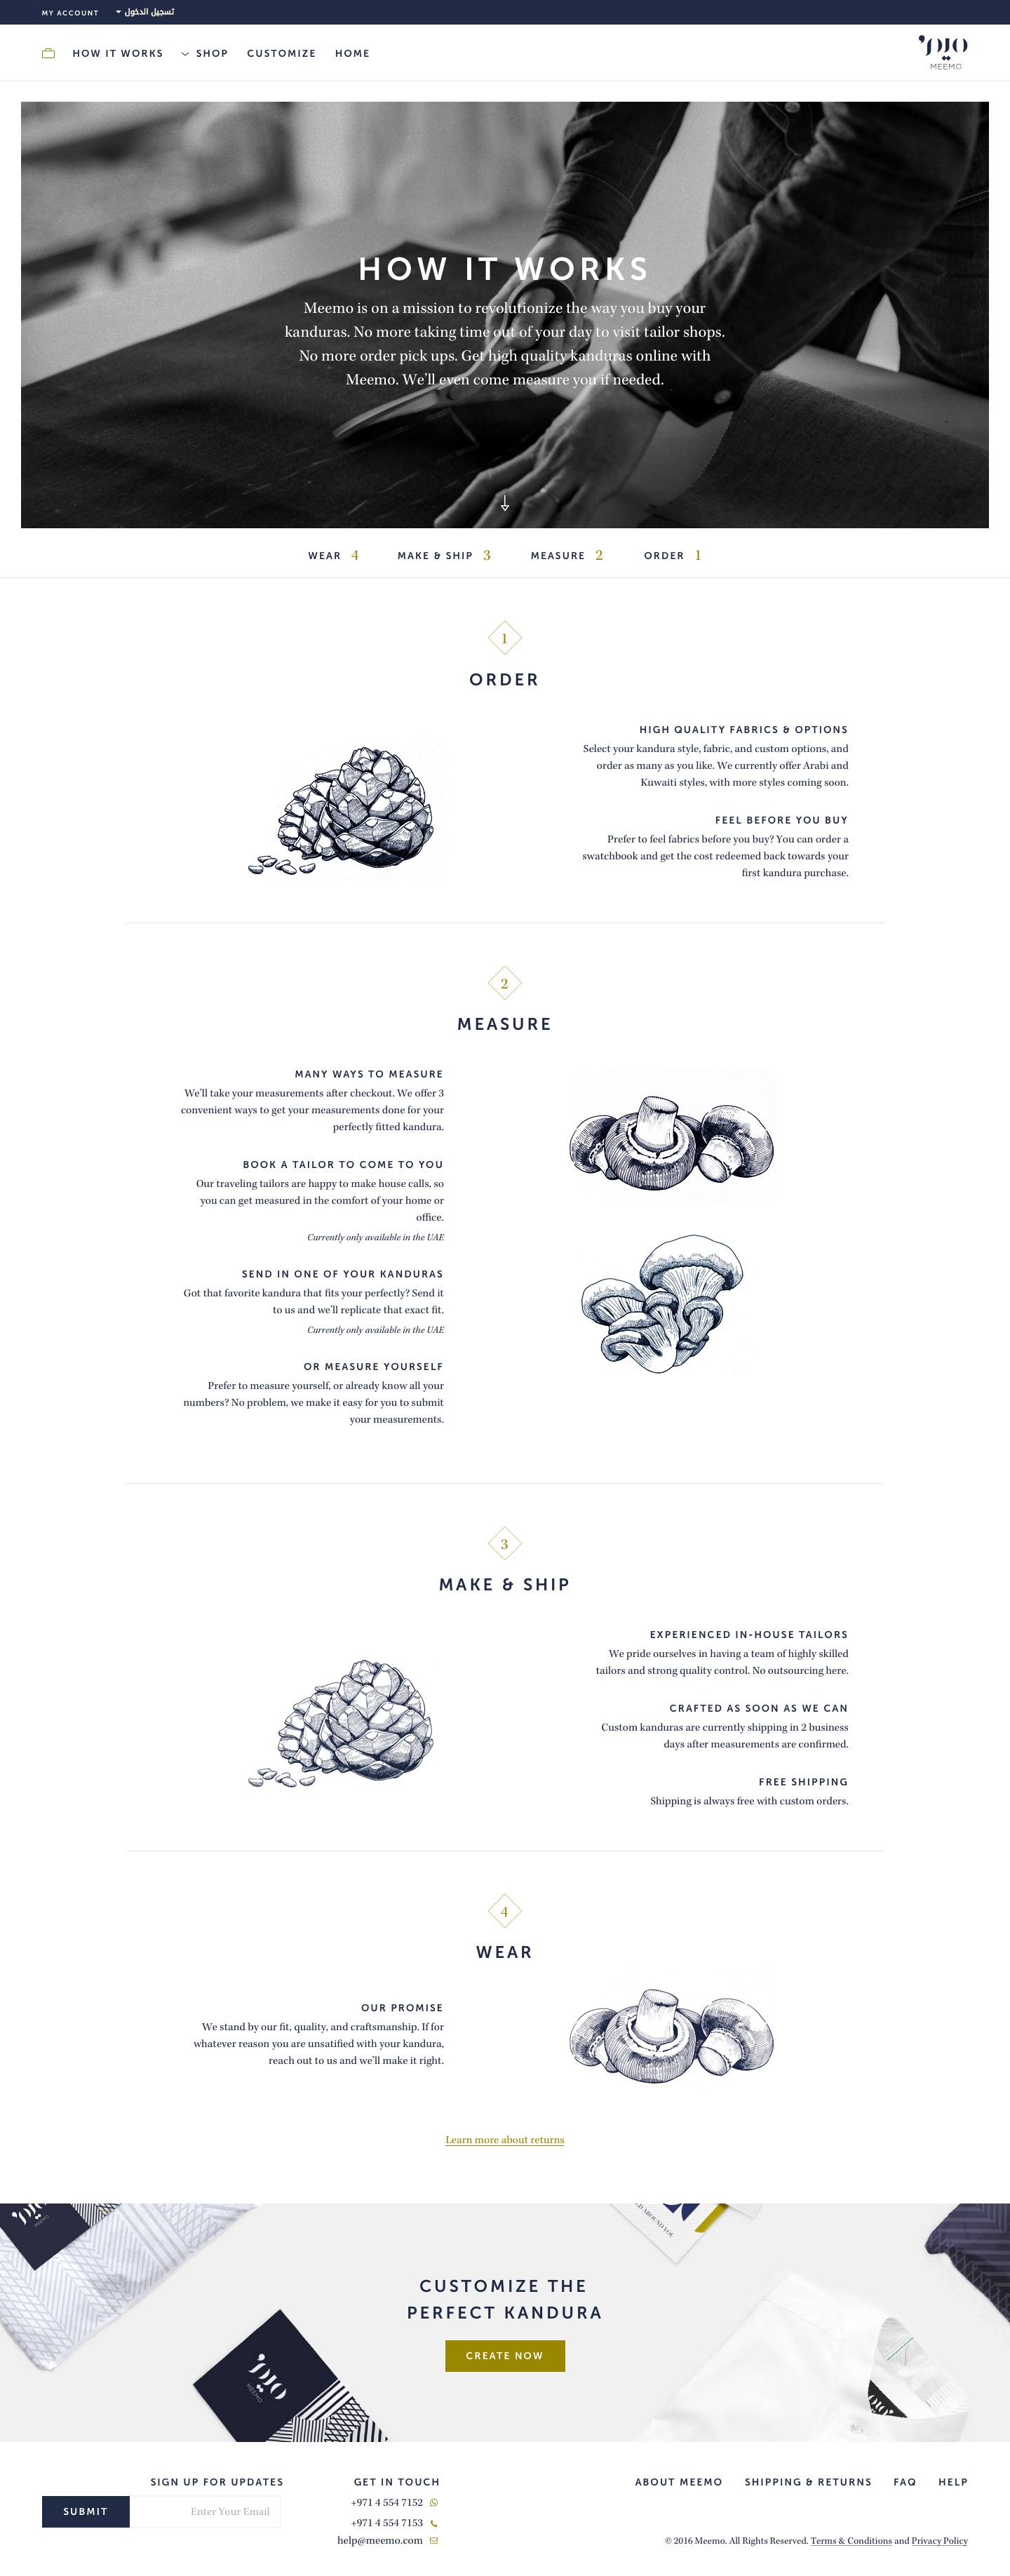 MY ACCOUNT
تسجيل الدخول
HOW IT WORKS
SHOP
CUSTOMIZE
HOME
MEEMO
HOW IT WORKS
Meemo is on a mission to revolutionize the way you buy your
kanduras. No more taking time out of your day to visit tailor shops.
No more order pick ups. Get high quality kanduras online with
Meemo. We'll even come measure you if needed.
WEAR 4
MAKE & SHIP 3
MEASURE 2
ORDER 1
1
ORDER
HIGH QUALITY FABRICS & OPTIONS
Select your kandura style, fabric, and custom options, and
order as many as you like. We currently offer Arabi and
Kuwaiti styles, with more styles coming soon.
FEEL BEFORE YOU BUY
Prefer to feel fabrics before you buy? You can order a
swatchbook and get the cost redeemed back towards your
first kandura purchase.
2
MEASURE
MANY WAYS TO MEASURE
We'll take your measurements after checkout. We offer 3
convenient ways to get your measurements done for your
perfectly fitted kandura.
BOOK A TAILOR TO COME TO YOU
Our traveling tailors are happy to make house calls, so
you can get measured in the comfort of your home or
office.
Currently only available in the UAE
SEND IN ONE OF YOUR KANDURAS
Got that favorite kandura that fits your perfectly? Send it
to us and we'll replicate that exact fit.
Currently only available in the UAE
OR MEASURE YOURSELF
Prefer to measure yourself, or already know all your
numbers? No problem, we make it easy for you to submit
your measurements.
3
MAKE & SHIP
EXPERIENCED IN-HOUSE TAILORS
We pride ourselves in having a team of highly skilled
tailors and strong quality control. No outsourcing here.
CRAFTED AS SOON AS WE CAN
Custom kanduras are currently shipping in 2 business
days after measurements are confirmed.
FREE SHIPPING
Shipping is always free with custom orders.
4
WEAR
OUR PROMISE
We stand by our fit, quality, and craftsmanship. If for
whatever reason you are unsatified with your kandura,
reach out to us and we'll make it right.
Learn more about returns
MEEMO
AROUND YOU
CUSTOMIZE THE
PERFECT KANDURA
CREATE NOW
MEEMO
SIGN UP FOR UPDATES
SUBMIT
Enter Your Email
GET IN TOUCH
+971 4 554 7152
+971 4 554 7153
help@meemo.com
ABOUT MEEMO
SHIPPING & RETURNS
FAQ
HELP
© 2016 Meemo. All Rights Reserved. Terms & Conditions and Privacy Policy